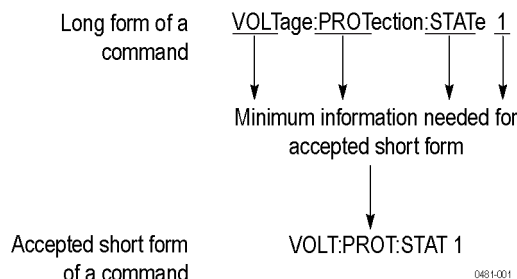 Long form of a
command
VOLTage:PROTection:STATe 1
Minimum information needed for
accepted short form
Accepted short form
of a command
VOLT:PROT:STAT 1
0481-001